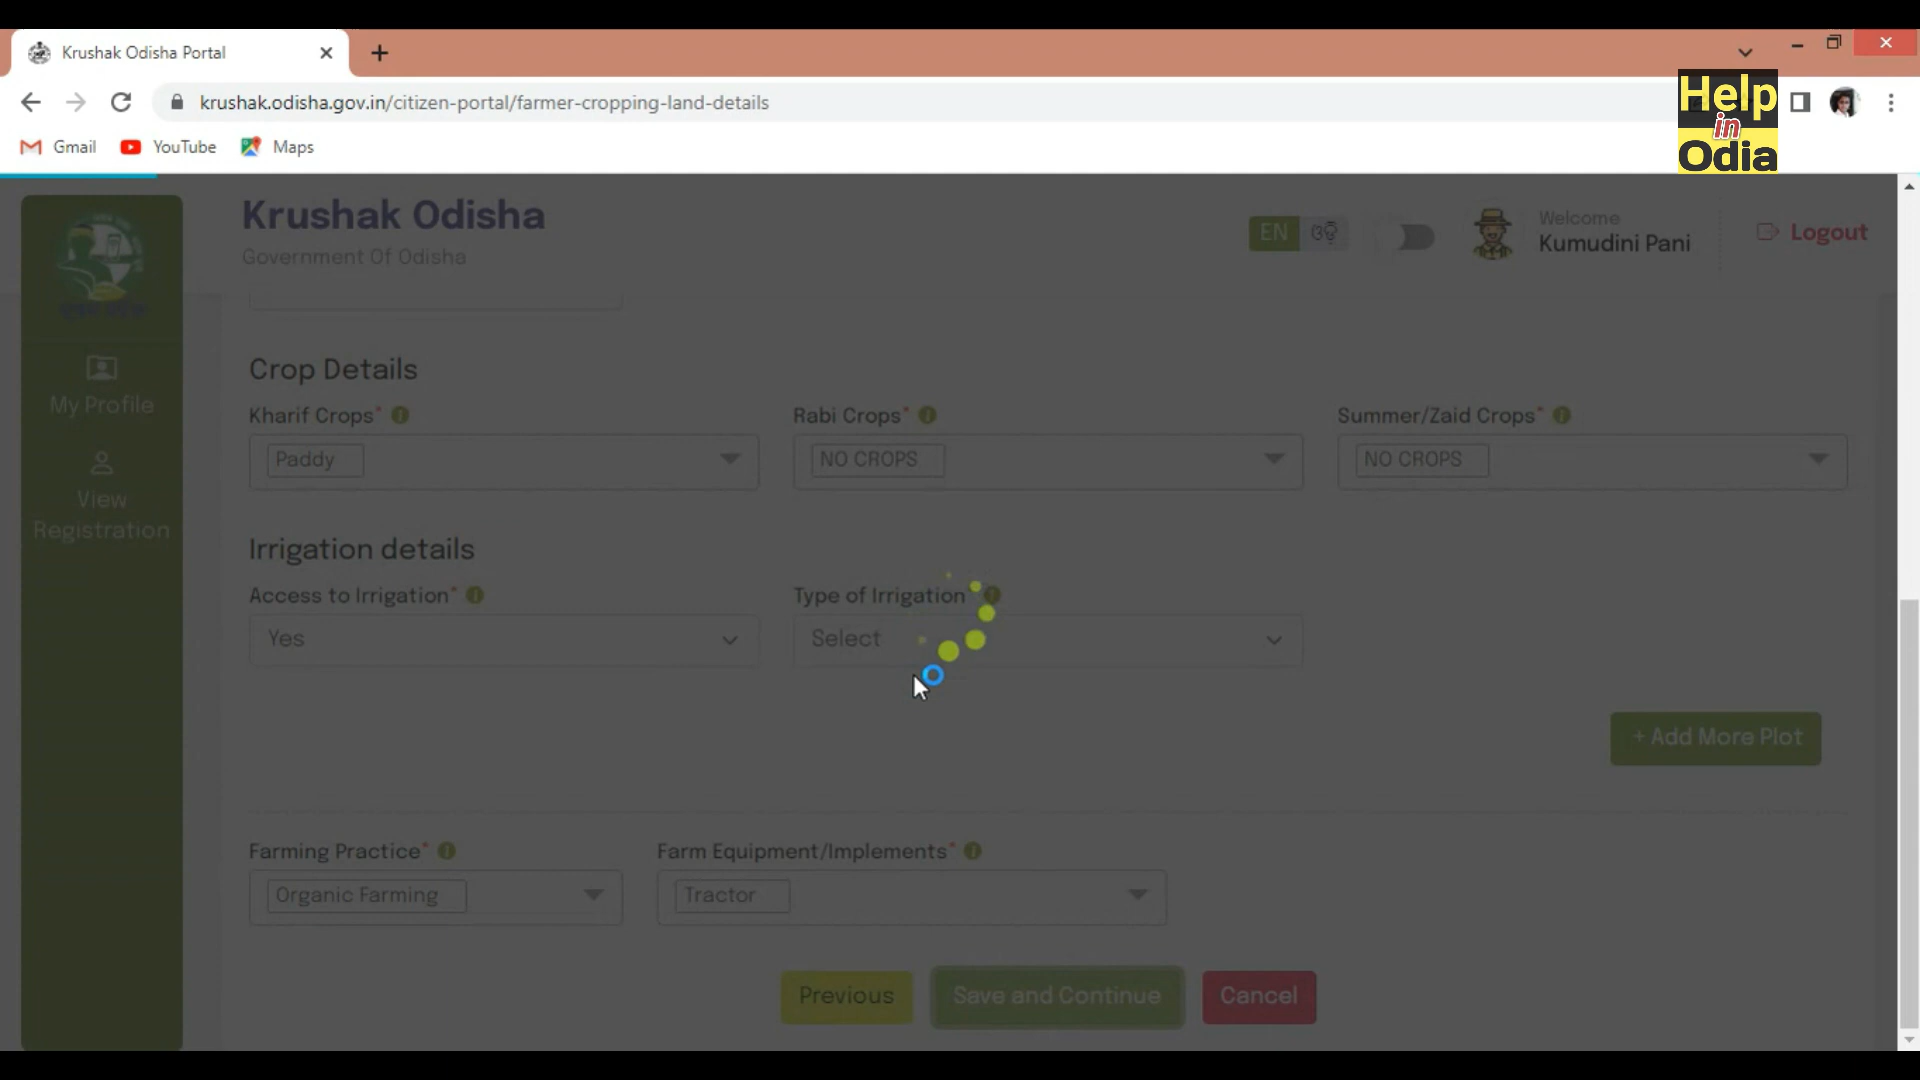 Krushak Odisha Portal
krushak.odisha.gov.in/citizen-portal/farmer-cropping-land-details
Gmail YouTube Maps
Help
in
Odia
Krushak Odisha
Government Of Odisha
EN ଓଡ଼ି
Welcome
Kumudini Pani
Logout
My Profile
View
Registration
Crop Details
Kharif Crops* Rabi Crops* Summer/Zaid Crops*
Paddy NO CROPS NO CROPS
Irrigation details
Access to Irrigation* Type of Irrigation
Yes Select
+ Add More Plot
Farming Practice* Farm Equipment/Implements*
Organic Farming Tractor
Previous Save and Continue Cancel